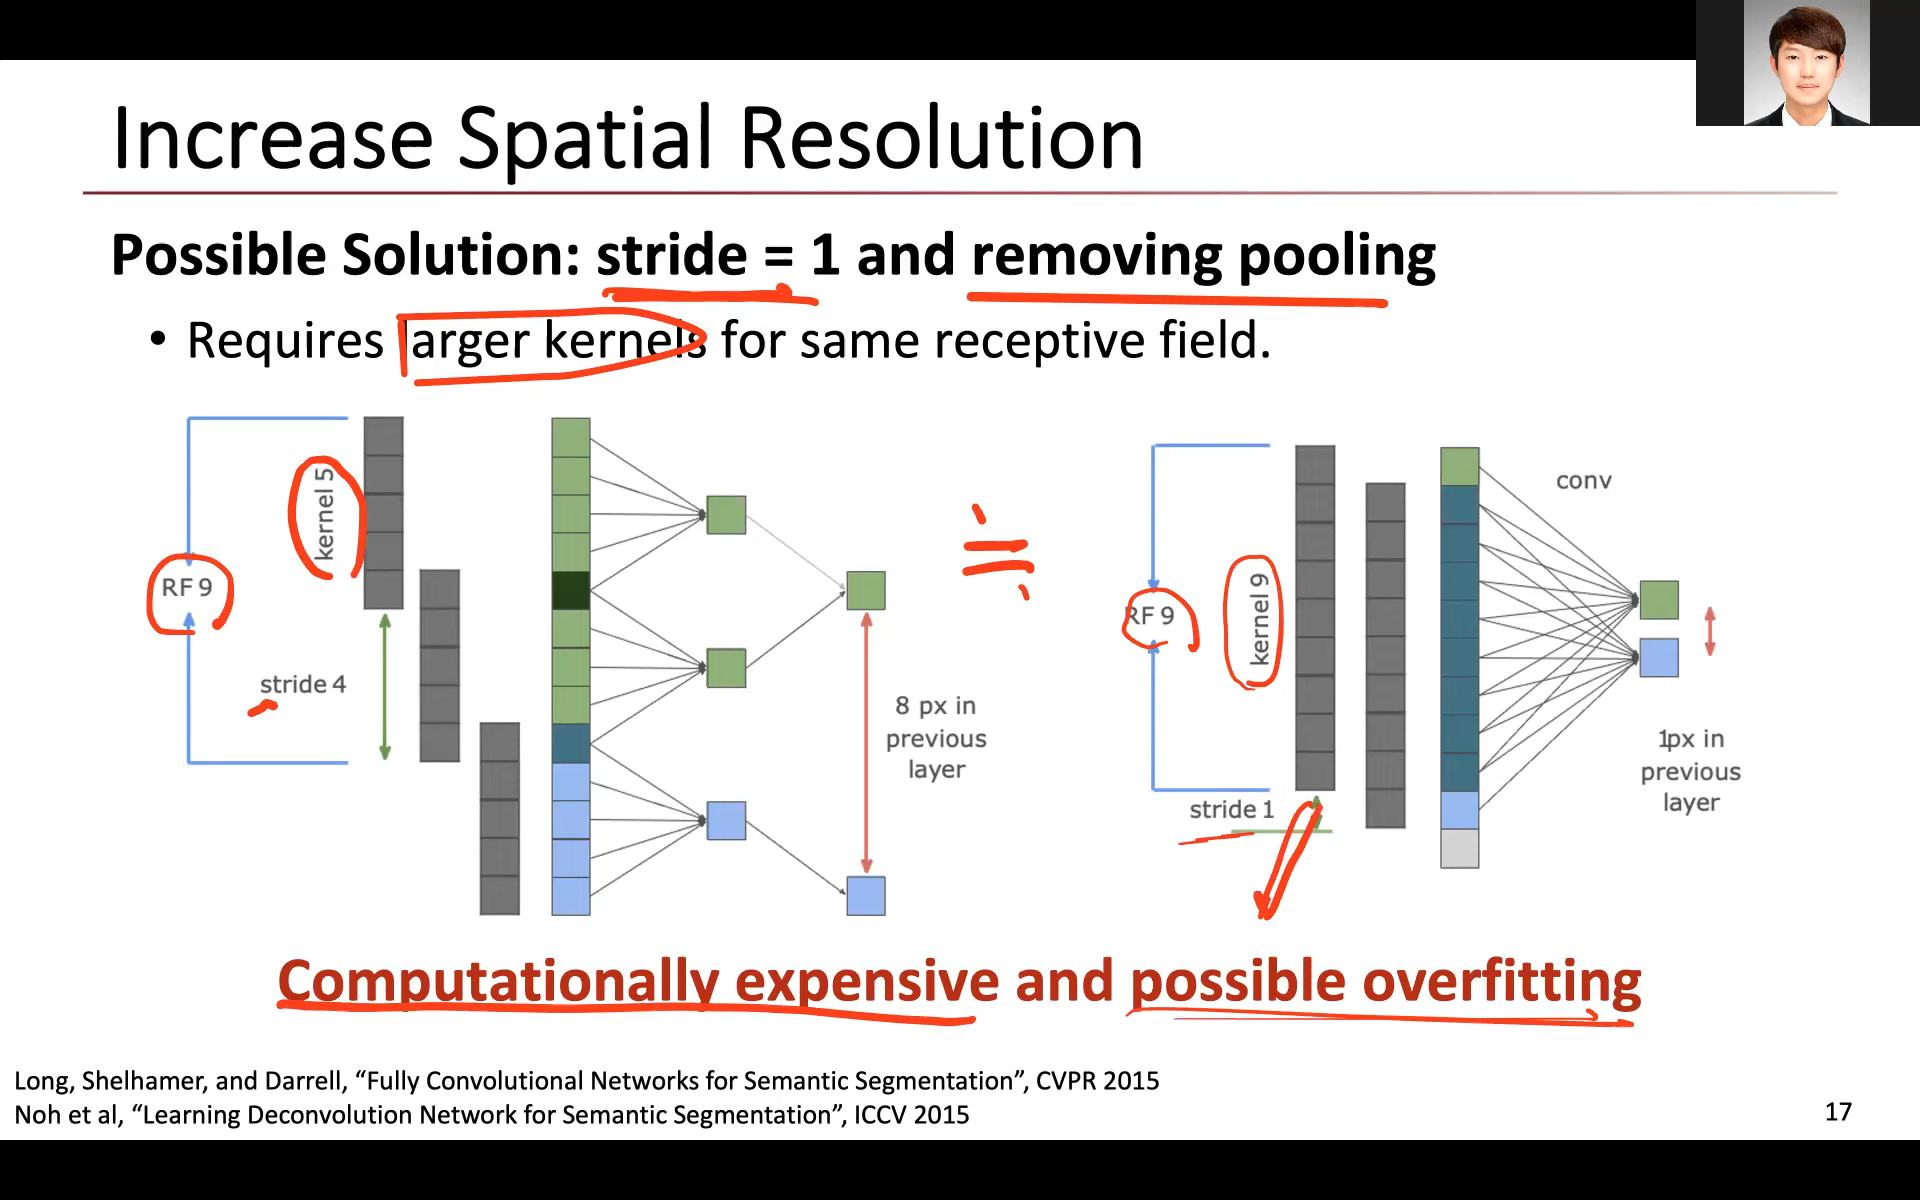 Increase Spatial Resolution
Possible Solution: stride = 1 and removing pooling
• Requires larger kernels for same receptive field.
kernel 5
RF 9
stride 4
8 px in
previous
layer
conv
kernel 9
RF 9
stride 1
1px in
previous
layer
Computationally expensive and possible overfitting
Long, Shelhamer, and Darrell, “Fully Convolutional Networks for Semantic Segmentation”, CVPR 2015
Noh et al, “Learning Deconvolution Network for Semantic Segmentation”, ICCV 2015
17